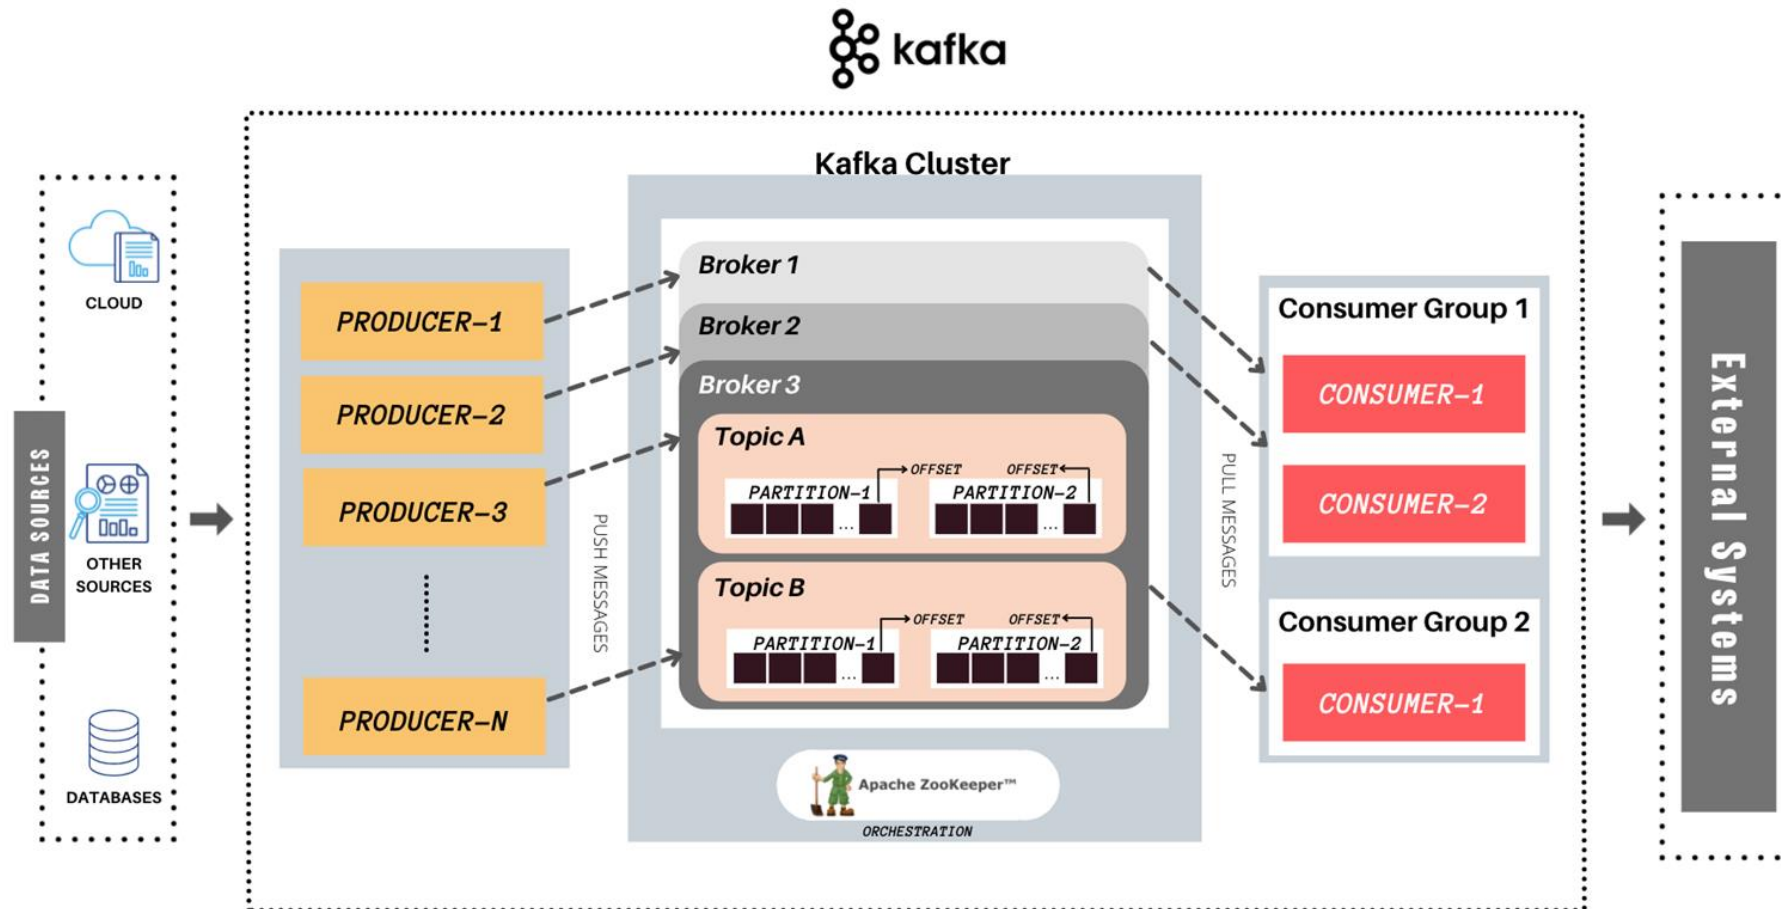 kafka
Kafka Cluster
DATA SOURCES
CLOUD
OTHER
SOURCES
DATABASES
PRODUCER-1
PRODUCER-2
PRODUCER-3
PRODUCER-N
PUSH MESSAGES
Broker 1
Broker 2
Broker 3
Topic A
OFFSET
OFFSET
PARTITION-1
PARTITION-2
...
...
Topic B
OFFSET
OFFSET
PARTITION-1
PARTITION-2
...
...
Apache ZooKeeper™
ORCHESTRATION
PULL MESSAGES
Consumer Group 1
CONSUMER-1
CONSUMER-2
Consumer Group 2
CONSUMER-1
External Systems